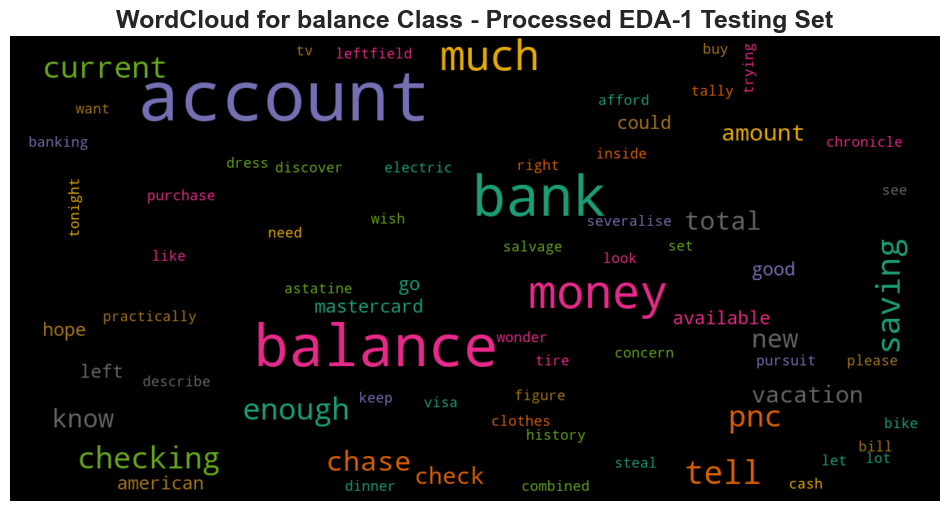 WordCloud for balance Class - Processed EDA-1 Testing Set
tv leftfield much buy trying
current account
want afford tally
could amount
banking chronicle
dress discover electric right inside
tonight purchase bank see
wish severalise total
need salvage set saving
like look good
astatine go money
mastercard available
hope practically
balance wonder new
left describe tire concern pursuit please
keep visa figure vacation
know enough clothes pnc bike
history bill
checking chase check steal tell let lot
american dinner combined cash